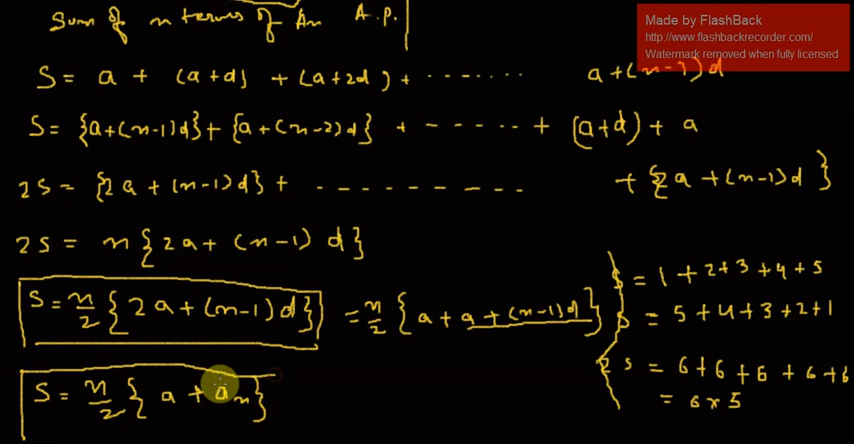 Sum of n terms of An A.P.
Made by FlashBack
http://www.flashbackrecorder.com/
Watermark removed when fully licensed
S = a + (a+d) + (a+2d) + ········ a+(n-1)d
S = {a+(n-1)d} + {a+(n-2)d} + ----- + (a+d) + a
2S = {2a+(n-1)d} + ---------- + {2a+(n-1)d}
2S = n{2a+(n-1)d}
S = n/2 {2a+(n-1)d} = n/2 {a+a+(n-1)d}
S = n/2 {a+aₙ}
S = 1+2+3+4+5
S = 5+4+3+2+1
2S = 6+6+6+6+6
= 6×5